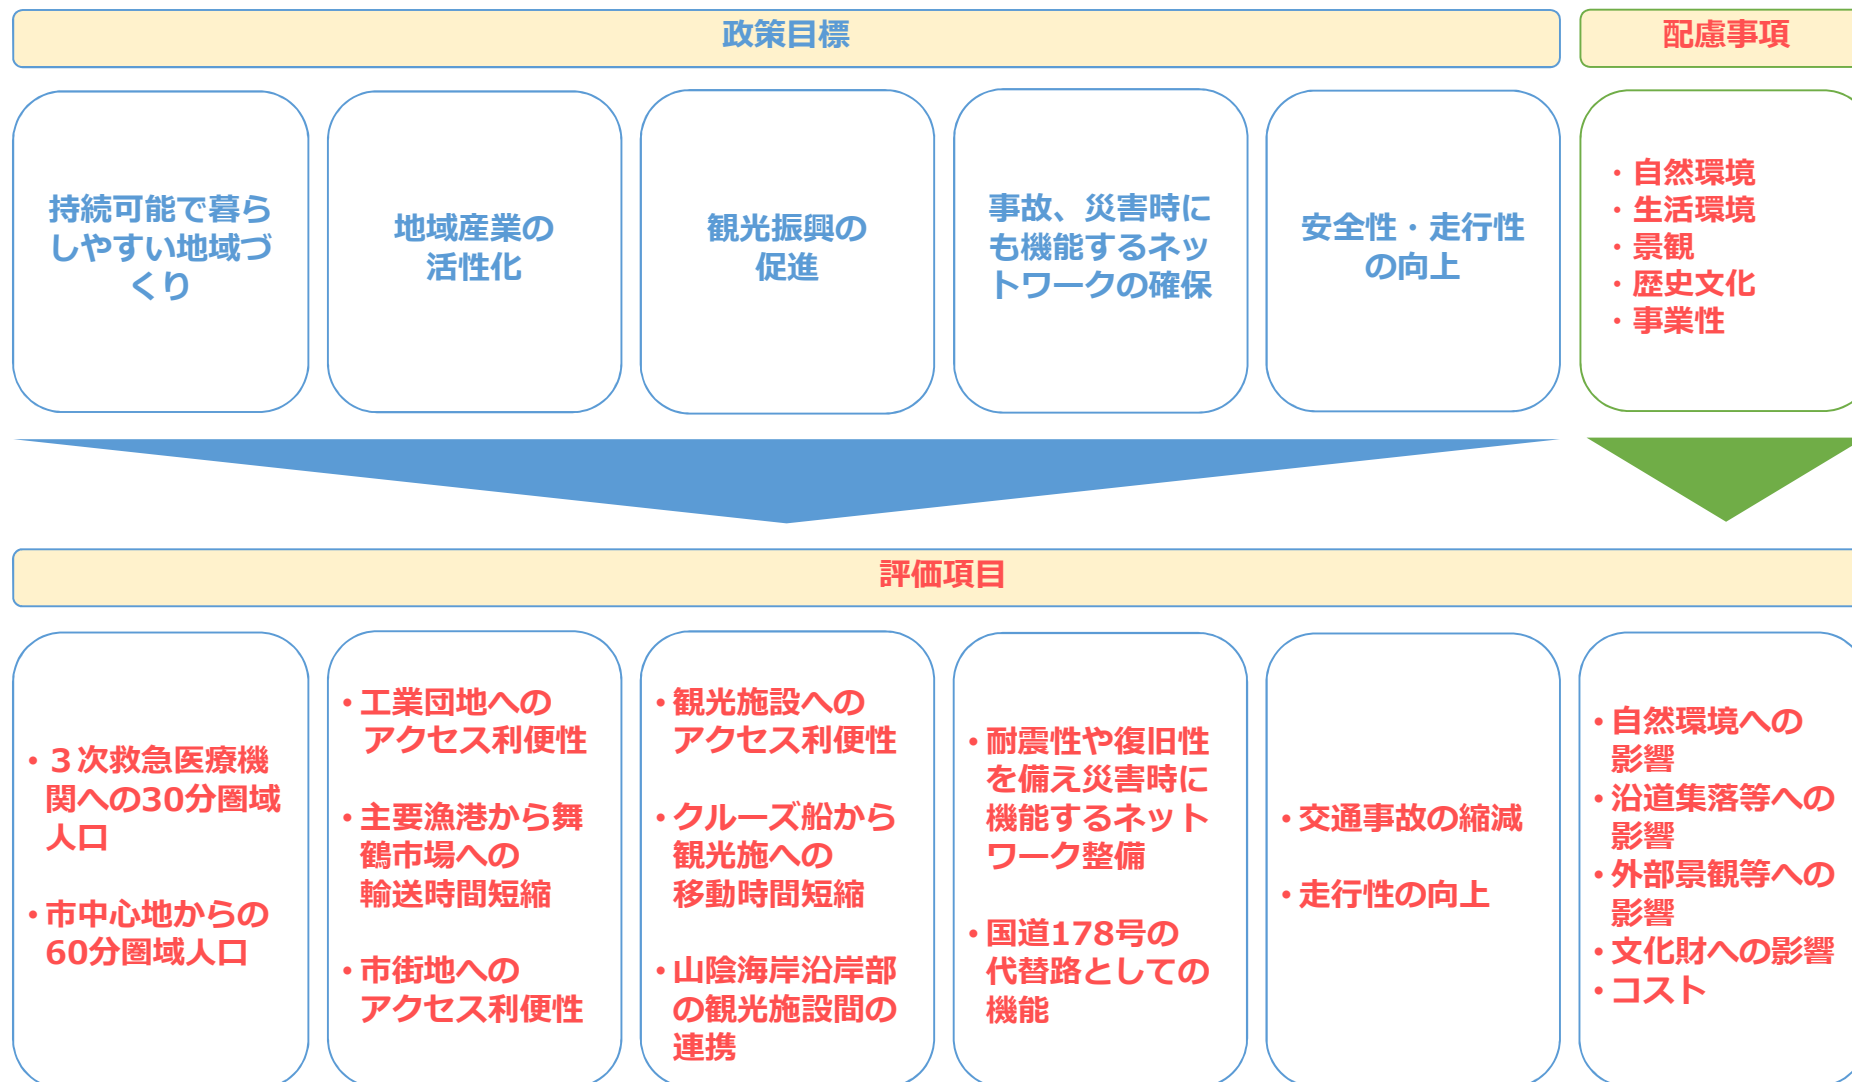 政策目標
配慮事項
持続可能で暮ら
しやすい地域づ
くり
地域産業の
活性化
観光振興の
促進
事故、災害時に
も機能するネッ
トワークの確保
安全性・走行性
の向上
・自然環境
・生活環境
・景観
・歴史文化
・事業性
評価項目
・３次救急医療機
関への30分圏域
人口
・市中心地からの
60分圏域人口
・工業団地への
アクセス利便性
・主要漁港から舞
鶴市場への
輸送時間短縮
・市街地への
アクセス利便性
・観光施設への
アクセス利便性
・クルーズ船から
観光施への
移動時間短縮
・山陰海岸沿岸部
の観光施設間の
連携
・耐震性や復旧性
を備え災害時に
機能するネット
ワーク整備
・国道178号の
代替路としての
機能
・交通事故の縮減
・走行性の向上
・自然環境への
影響
・沿道集落等への
影響
・外部景観等への
影響
・文化財への影響
・コスト